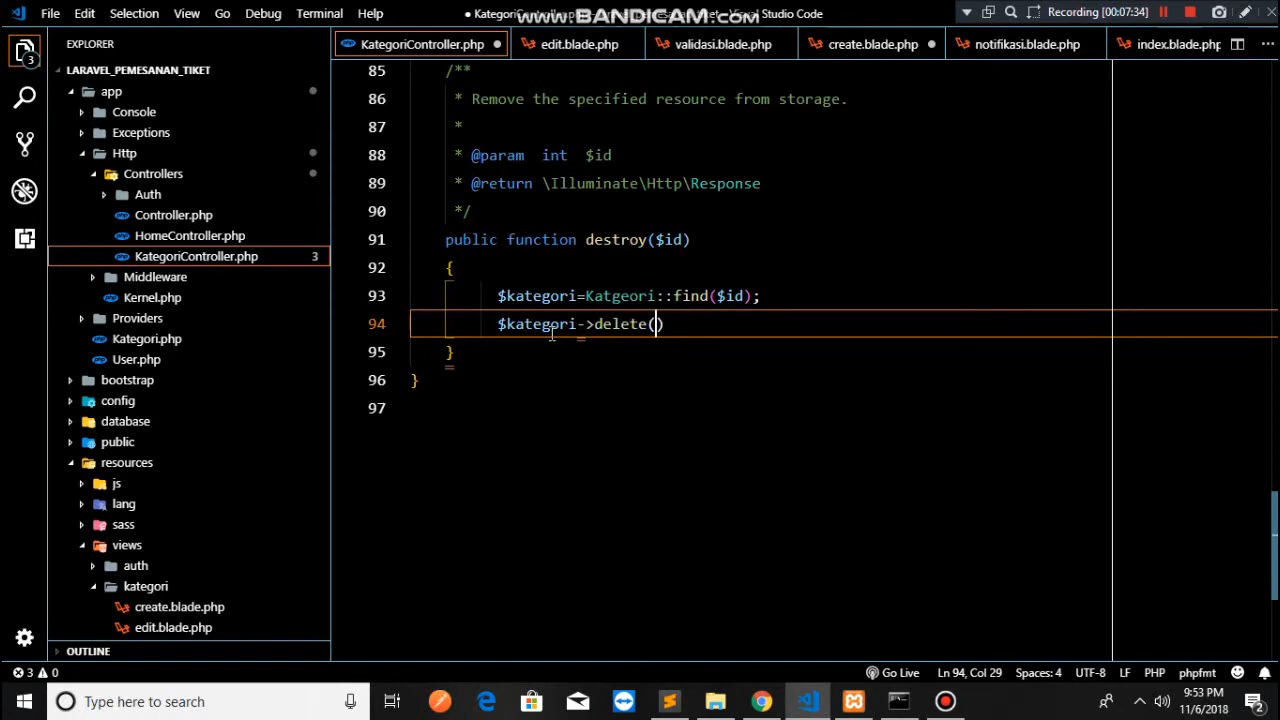 File Edit Selection View Go Debug Terminal Help
www.BANDICAM.com
Visual Studio Code
Recording [00:07:34]
EXPLORER
KategoriController.php
edit.blade.php
validasi.blade.php
create.blade.php
notifikasi.blade.php
index.blade.php
LARAVEL_PEMESANAN_TIKET
app
Console
Exceptions
Http
Controllers
Auth
Controller.php
HomeController.php
KategoriController.php 3
Middleware
Kernel.php
Providers
Kategori.php
User.php
bootstrap
config
database
public
resources
js
lang
sass
views
auth
kategori
create.blade.php
edit.blade.php
OUTLINE
85 /**
86 * Remove the specified resource from storage.
87 *
88 * @param int $id
89 * @return \Illuminate\Http\Response
90 */
91 public function destroy($id)
92 {
93 $kategori=Katgeori::find($id);
94 $kategori->delete()
95 }
96 }
97
3 0
Go Live Ln 94, Col 29 Spaces: 4 UTF-8 LF PHP phpfmt
Type here to search
9:53 PM
11/6/2018
2